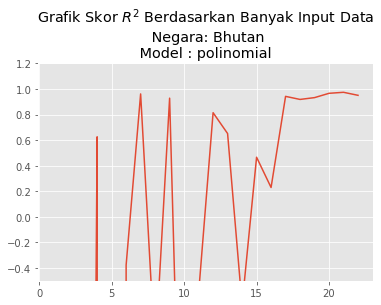 Grafik Skor R² Berdasarkan Banyak Input Data
Negara: Bhutan
Model : polinomial
1.2
1.0
0.8
0.6
0.4
0.2
0.0
−0.2
−0.4
0 5 10 15 20